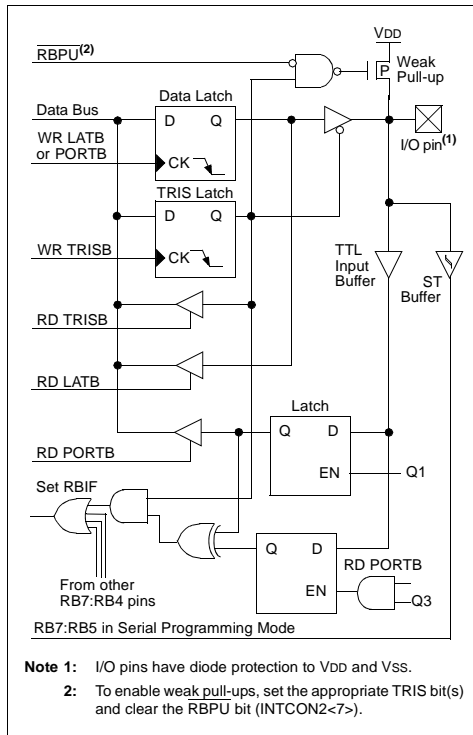 RBPU(2)
VDD
P
Weak
Pull-up
Data Bus
Data Latch
D Q
WR LATB
or PORTB
CK
I/O pin(1)
TRIS Latch
D Q
WR TRISB
CK
TTL
Input
Buffer
ST
Buffer
RD TRISB
RD LATB
Latch
Q D
RD PORTB
EN
Q1
Set RBIF
Q D
RD PORTB
EN
Q3
From other
RB7:RB4 pins
RB7:RB5 in Serial Programming Mode
Note 1: I/O pins have diode protection to VDD and VSS.
2: To enable weak pull-ups, set the appropriate TRIS bit(s)
and clear the RBPU bit (INTCON2<7>).